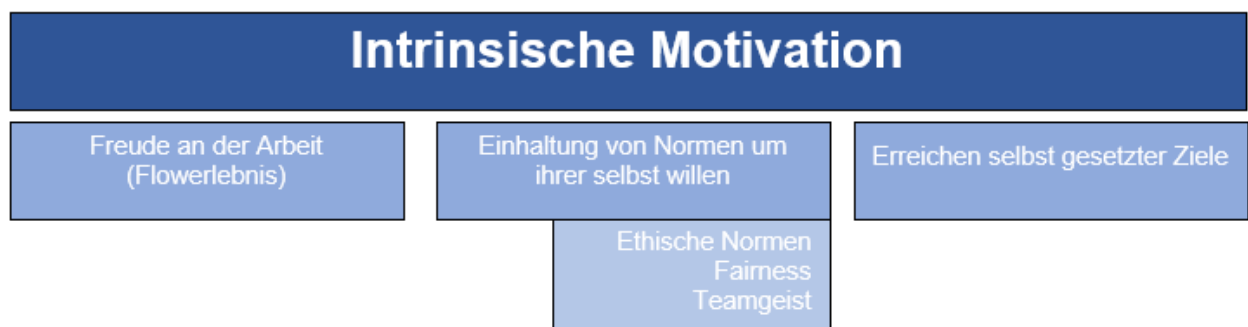 Intrinsische Motivation
Freude an der Arbeit
(Flowerlebnis)
Einhaltung von Normen um
ihrer selbst willen
Erreichen selbst gesetzter Ziele
Ethische Normen
Fairness
Teamgeist